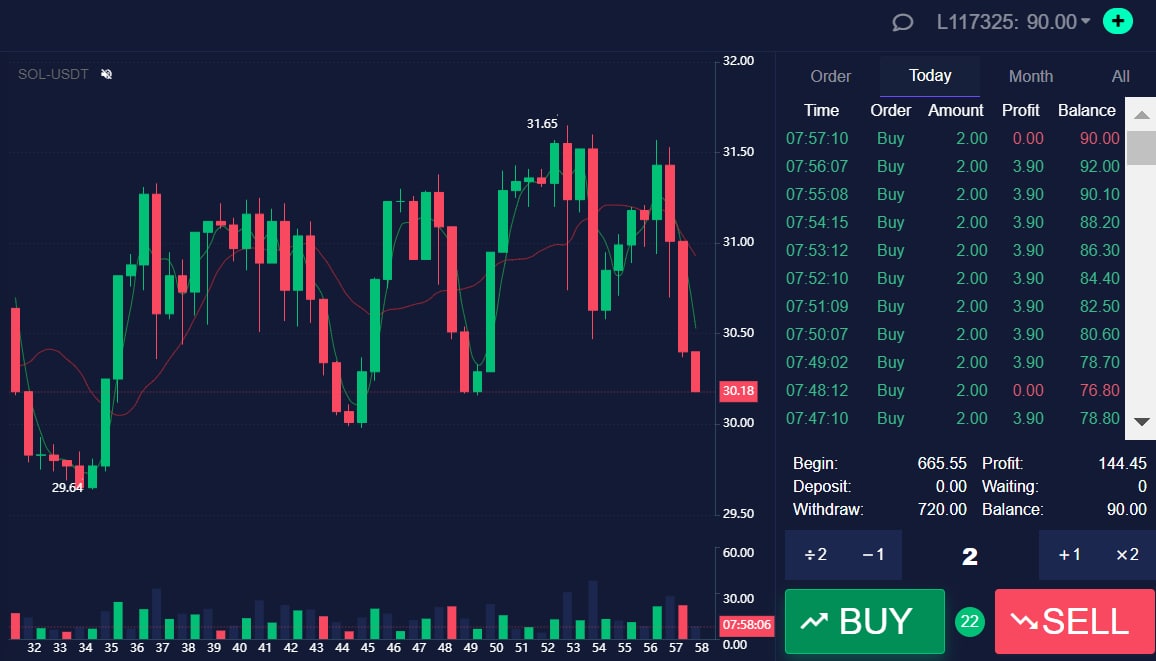 L117325: 90.00
SOL-USDT
32.00
31.65
31.50
31.00
30.50
30.18
30.00
29.64
29.50
60.00
30.00
07:58:06
0.00
32 33 34 35 36 37 38 39 40 41 42 43 44 45 46 47 48 49 50 51 52 53 54 55 56 57 58
Order Today Month All
Time Order Amount Profit Balance
07:57:10 Buy 2.00 0.00 90.00
07:56:07 Buy 2.00 3.90 92.00
07:55:08 Buy 2.00 3.90 90.10
07:54:15 Buy 2.00 3.90 88.20
07:53:12 Buy 2.00 3.90 86.30
07:52:10 Buy 2.00 3.90 84.40
07:51:09 Buy 2.00 3.90 82.50
07:50:07 Buy 2.00 3.90 80.60
07:49:02 Buy 2.00 3.90 78.70
07:48:12 Buy 2.00 0.00 76.80
07:47:10 Buy 2.00 3.90 78.80
Begin: 665.55 Profit: 144.45
Deposit: 0.00 Waiting: 0
Withdraw: 720.00 Balance: 90.00
÷2 −1 2 +1 ×2
BUY 22 SELL